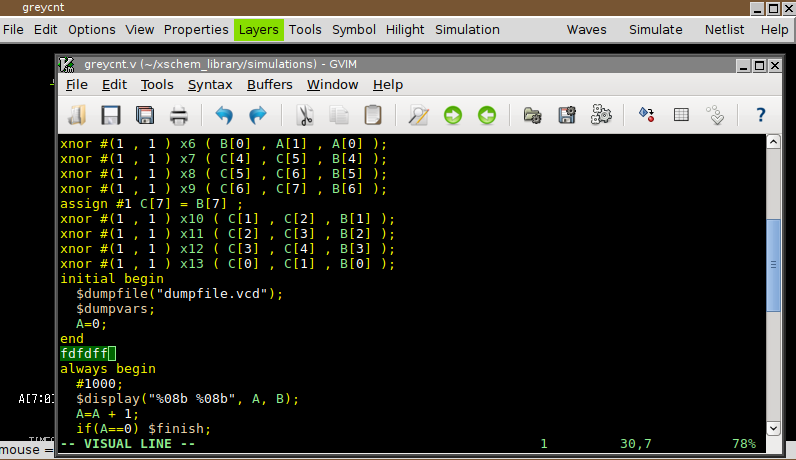 greycnt
File Edit Options View Properties Layers Tools Symbol Hilight Simulation Waves Simulate Netlist Help
greycnt.v (~/xschem_library/simulations) - GVIM
File Edit Tools Syntax Buffers Window Help
xnor #(1 , 1 ) x6 ( B[0] , A[1] , A[0] );
xnor #(1 , 1 ) x7 ( C[4] , C[5] , B[4] );
xnor #(1 , 1 ) x8 ( C[5] , C[6] , B[5] );
xnor #(1 , 1 ) x9 ( C[6] , C[7] , B[6] );
assign #1 C[7] = B[7] ;
xnor #(1 , 1 ) x10 ( C[1] , C[2] , B[1] );
xnor #(1 , 1 ) x11 ( C[2] , C[3] , B[2] );
xnor #(1 , 1 ) x12 ( C[3] , C[4] , B[3] );
xnor #(1 , 1 ) x13 ( C[0] , C[1] , B[0] );
initial begin
$dumpfile("dumpfile.vcd");
$dumpvars;
A=0;
end
fdfdff
always begin
#1000;
$display("%08b %08b", A, B);
A[7:0]
A=A + 1;
if(A==0) $finish;
-- VISUAL LINE -- 1 30,7 78%
mouse =